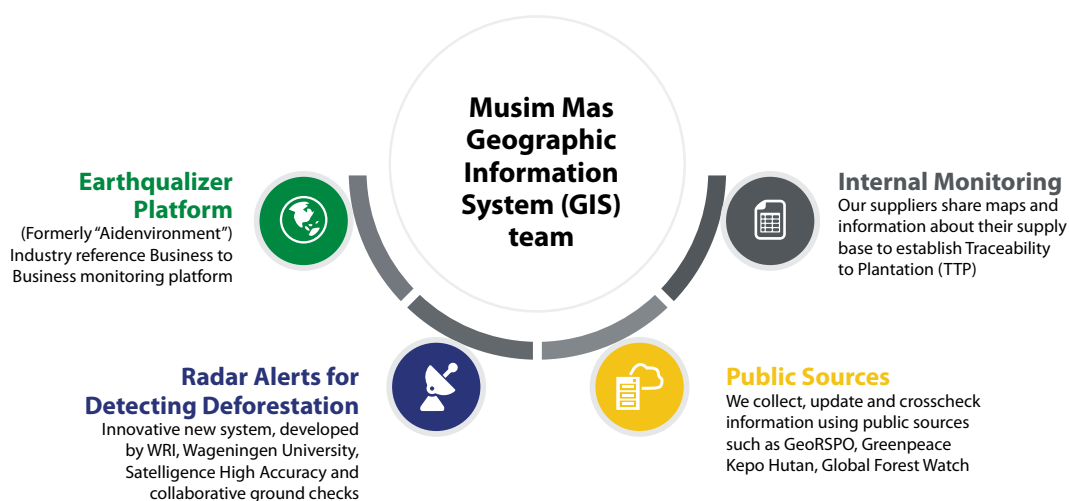 Musim Mas
Geographic
Information
System (GIS)
team
Earthqualizer
Platform
(Formerly “Aidenvironment”)
Industry reference Business to
Business monitoring platform
Radar Alerts for
Detecting Deforestation
Innovative new system, developed
by WRI, Wageningen University,
Satelligence High Accuracy and
collaborative ground checks
Public Sources
We collect, update and crosscheck
information using public sources
such as GeoRSPO, Greenpeace
Kepo Hutan, Global Forest Watch
Internal Monitoring
Our suppliers share maps and
information about their supply
base to establish Traceability
to Plantation (TTP)